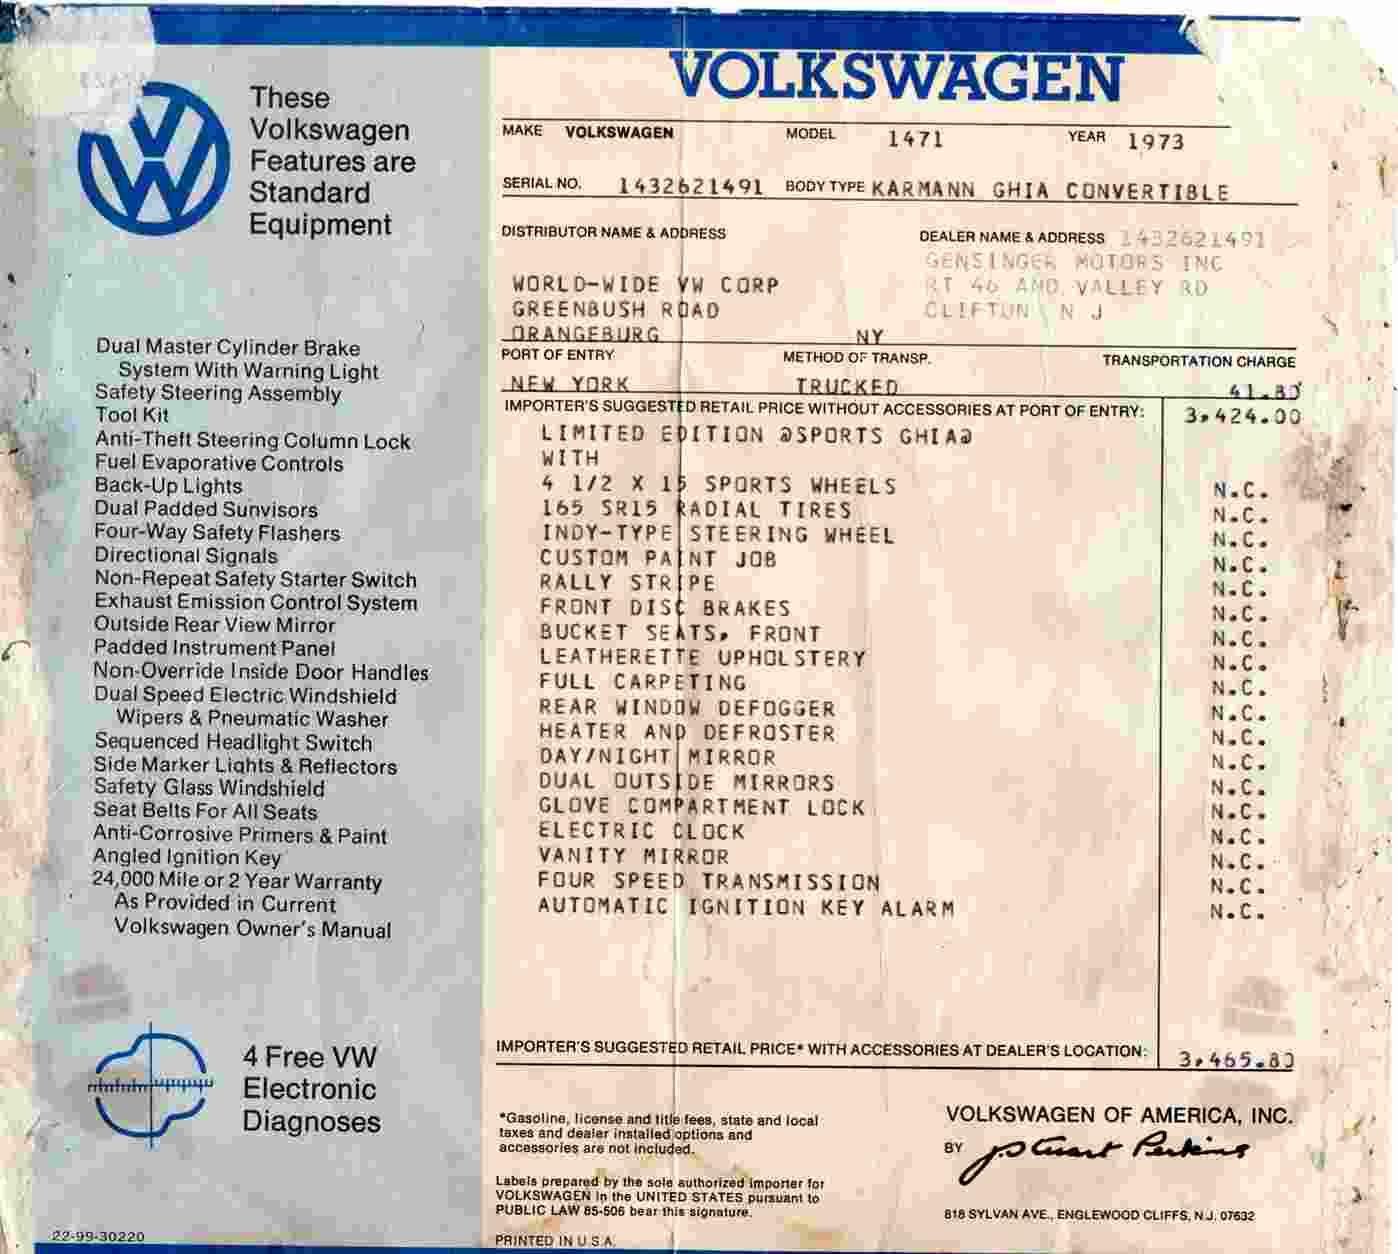 VOLKSWAGEN
These
Volkswagen
Features are
Standard
Equipment
Dual Master Cylinder Brake
System With Warning Light
Safety Steering Assembly
Tool Kit
Anti-Theft Steering Column Lock
Fuel Evaporative Controls
Back-Up Lights
Dual Padded Sunvisors
Four-Way Safety Flashers
Directional Signals
Non-Repeat Safety Starter Switch
Exhaust Emission Control System
Outside Rear View Mirror
Padded Instrument Panel
Non-Override Inside Door Handles
Dual Speed Electric Windshield
Wipers & Pneumatic Washer
Sequenced Headlight Switch
Side Marker Lights & Reflectors
Safety Glass Windshield
Seat Belts For All Seats
Anti-Corrosive Primers & Paint
Angled Ignition Key
24,000 Mile or 2 Year Warranty
As Provided in Current
Volkswagen Owner's Manual
4 Free VW
Electronic
Diagnoses
22-99-30220
MAKE VOLKSWAGEN MODEL 1471 YEAR 1973
SERIAL NO. 1432621491 BODY TYPE KARMANN GHIA CONVERTIBLE
DISTRIBUTOR NAME & ADDRESS
WORLD-WIDE VW CORP
GREENBUSH ROAD
ORANGEBURG NY
DEALER NAME & ADDRESS 1432621491
GENSINGER MOTORS INC
RT 46 AND VALLEY RD
CLIFTON N J
PORT OF ENTRY METHOD OF TRANSP. TRANSPORTATION CHARGE
NEW YORK TRUCKED 41.80
IMPORTER'S SUGGESTED RETAIL PRICE WITHOUT ACCESSORIES AT PORT OF ENTRY: 3,424.00
LIMITED EDITION @SPORTS GHIA@
WITH
4 1/2 X 15 SPORTS WHEELS N.C.
165 SR15 RADIAL TIRES N.C.
INDY-TYPE STEERING WHEEL N.C.
CUSTOM PAINT JOB N.C.
RALLY STRIPE N.C.
FRONT DISC BRAKES N.C.
BUCKET SEATS, FRONT N.C.
LEATHERETTE UPHOLSTERY N.C.
FULL CARPETING N.C.
REAR WINDOW DEFOGGER N.C.
HEATER AND DEFROSTER N.C.
DAY/NIGHT MIRROR N.C.
DUAL OUTSIDE MIRRORS N.C.
GLOVE COMPARTMENT LOCK N.C.
ELECTRIC CLOCK N.C.
VANITY MIRROR N.C.
FOUR SPEED TRANSMISSION N.C.
AUTOMATIC IGNITION KEY ALARM N.C.
IMPORTER'S SUGGESTED RETAIL PRICE* WITH ACCESSORIES AT DEALER'S LOCATION: 3,465.80
*Gasoline, license and title fees, state and local
taxes and dealer installed options and
accessories are not included.
Labels prepared by the sole authorized importer for
VOLKSWAGEN in the UNITED STATES pursuant to
PUBLIC LAW 85-506 bear this signature.
PRINTED IN U.S.A.
VOLKSWAGEN OF AMERICA, INC.
BY J. Stuart Perkins
818 SYLVAN AVE., ENGLEWOOD CLIFFS, N.J. 07632